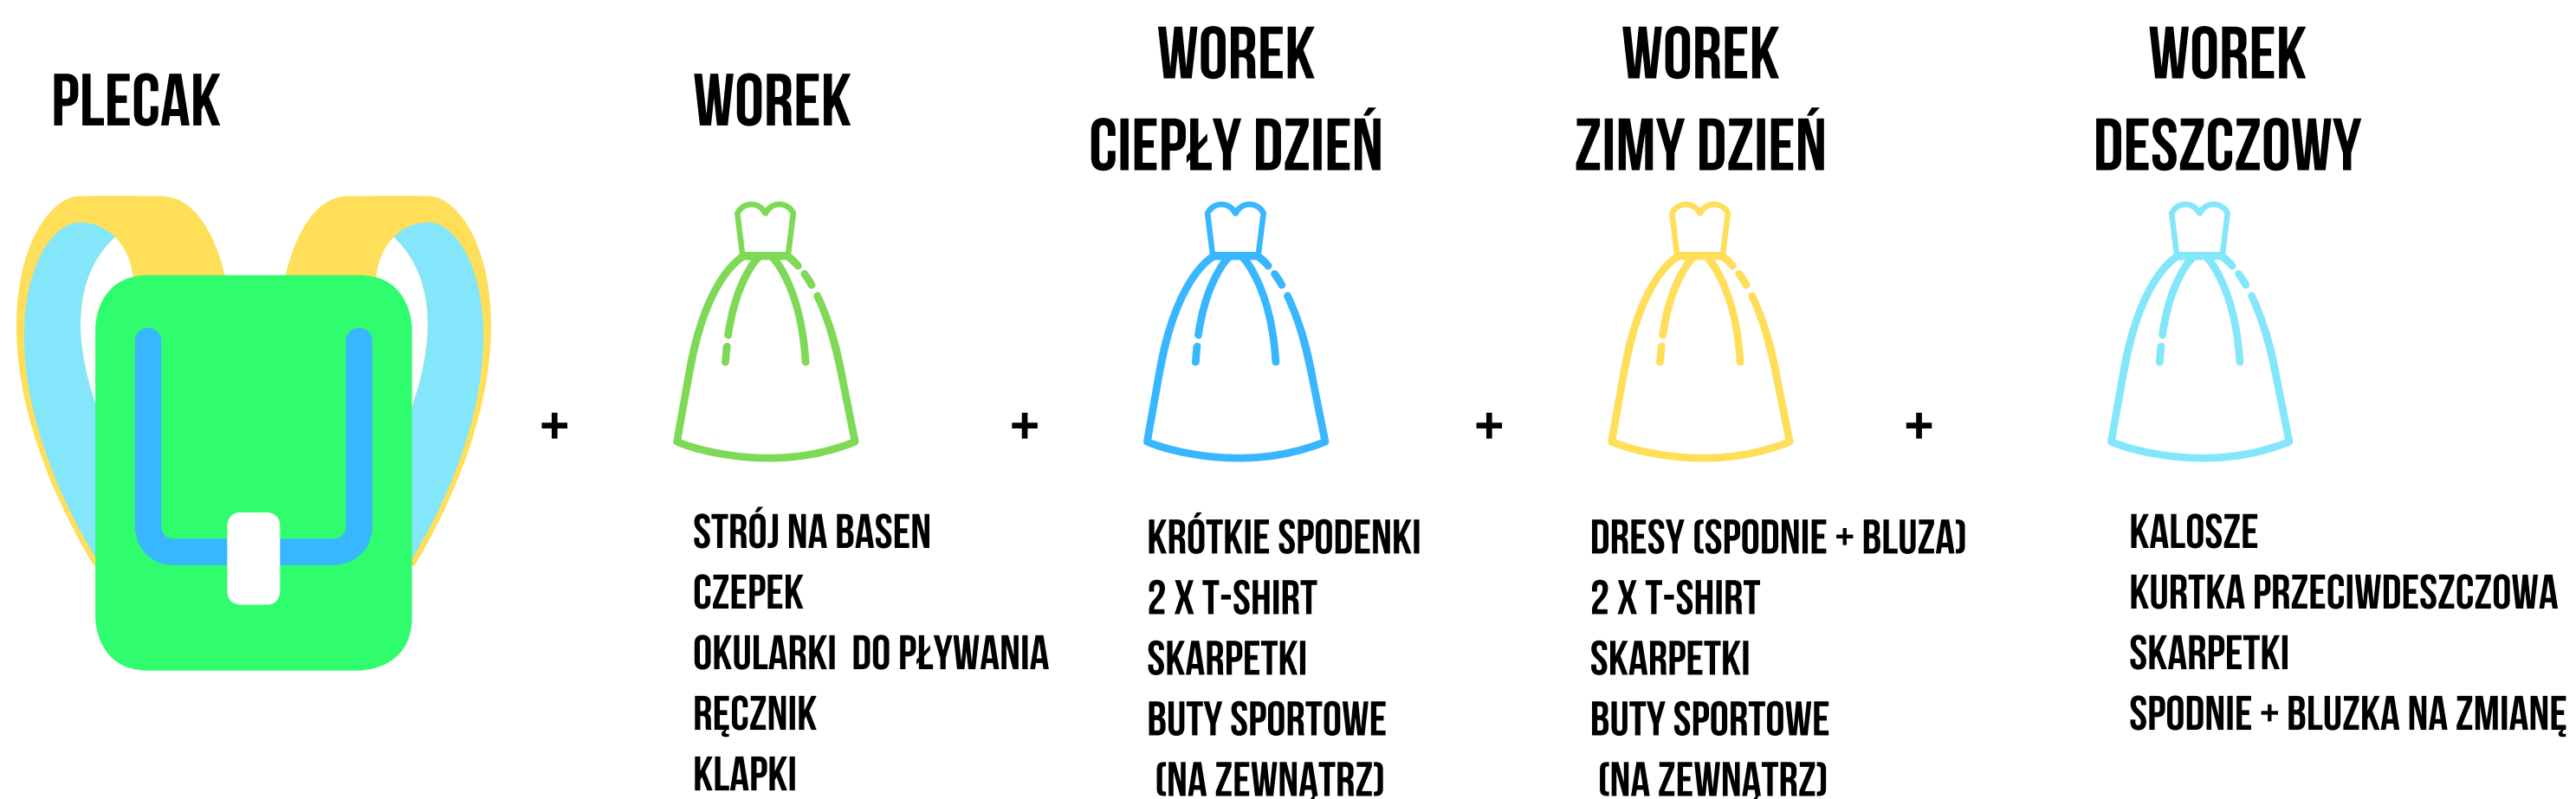 PLECAK
WOREK
STRÓJ NA BASEN
CZEPEK
OKULARKI DO PŁYWANIA
RĘCZNIK
KLAPKI
WOREK
CIEPŁY DZIEŃ
KRÓTKIE SPODENKI
2 X T-SHIRT
SKARPETKI
BUTY SPORTOWE
(NA ZEWNĄTRZ)
WOREK
ZIMY DZIEŃ
DRESY (SPODNIE + BLUZA)
2 X T-SHIRT
SKARPETKI
BUTY SPORTOWE
(NA ZEWNĄTRZ)
WOREK
DESZCZOWY
KALOSZE
KURTKA PRZECIWDESZCZOWA
SKARPETKI
SPODNIE + BLUZKA NA ZMIANĘ
+
+
+
+